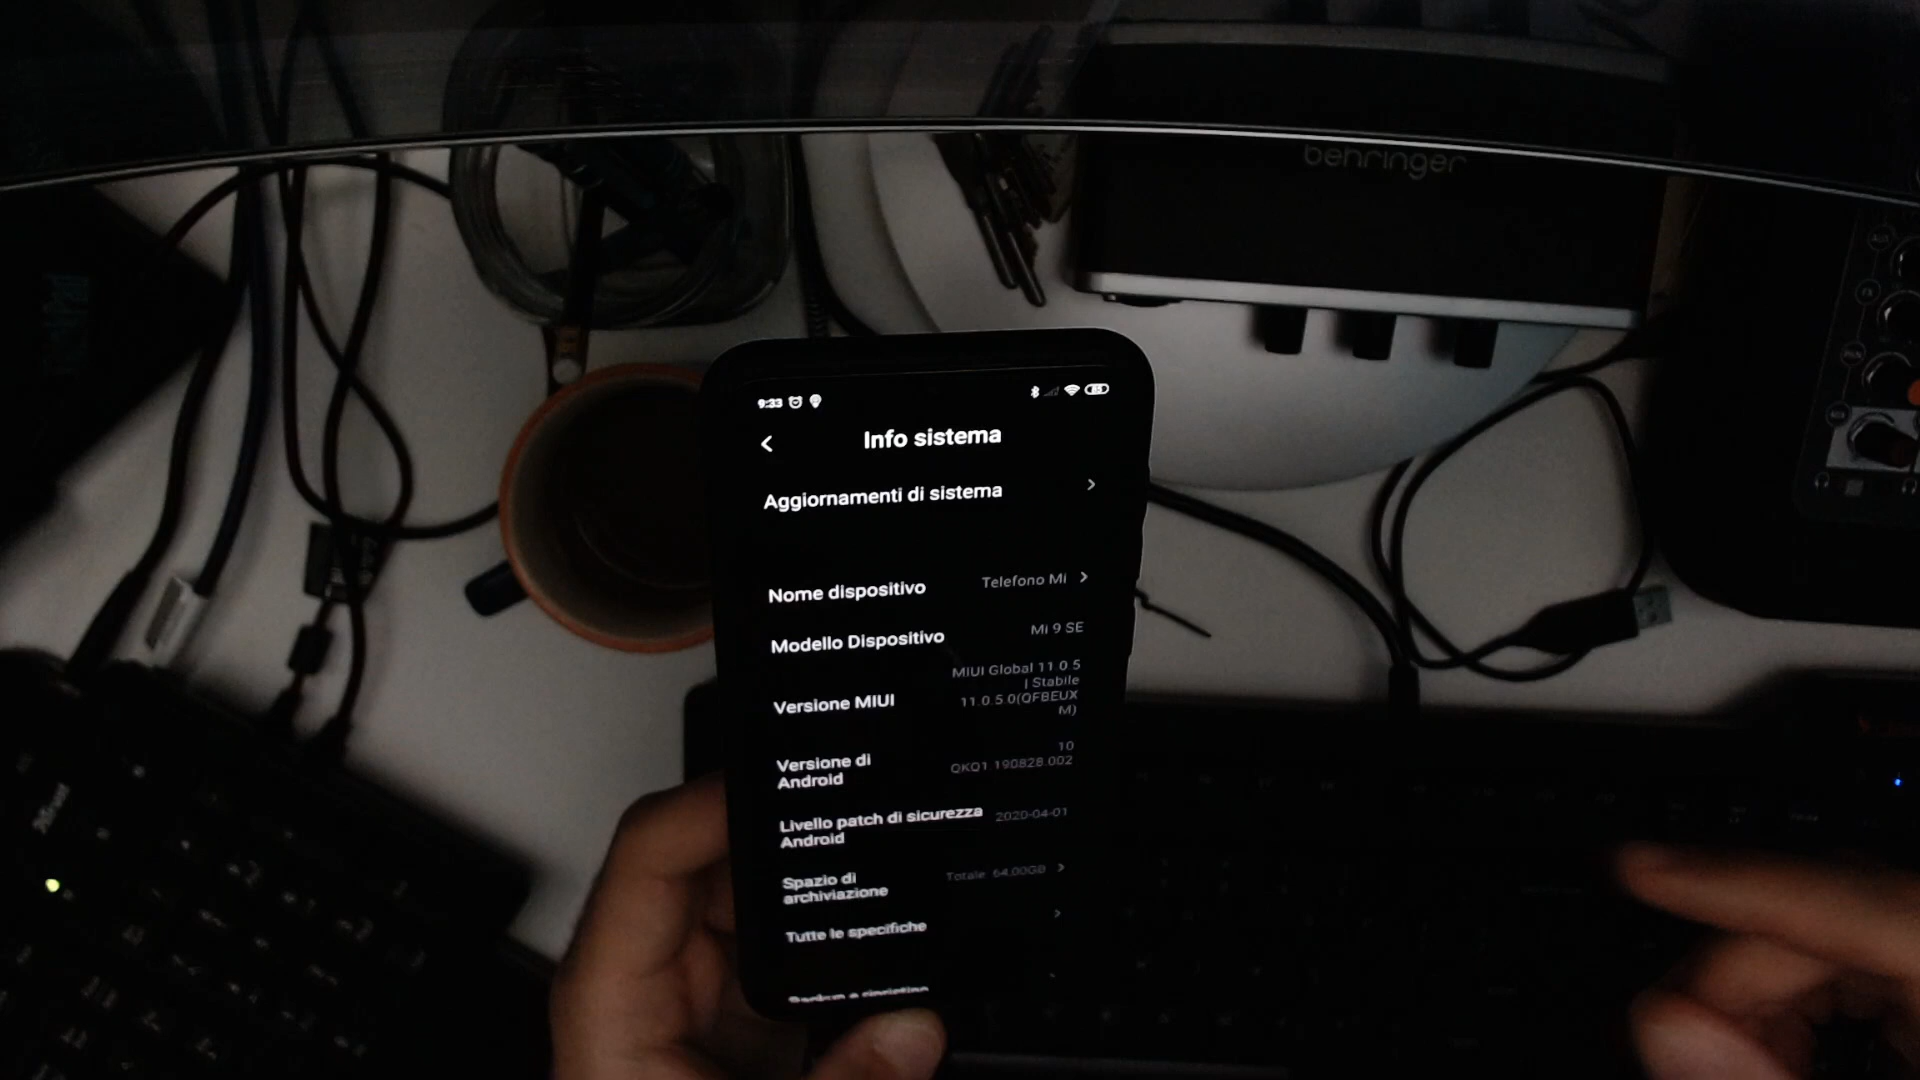 behringer
9:33
85
Info sistema
Aggiornamenti di sistema
Nome dispositivo
Telefono Mi
Modello Dispositivo
Mi 9 SE
Versione MIUI
MIUI Global 11.0.5
| Stabile
11.0.5.0(QFBEUX
M)
Versione di
Android
10
QKQ1.190828.002
Livello patch di sicurezza
Android
2020-04-01
Spazio di
archiviazione
Totale: 64,00GB
Tutte le specifiche